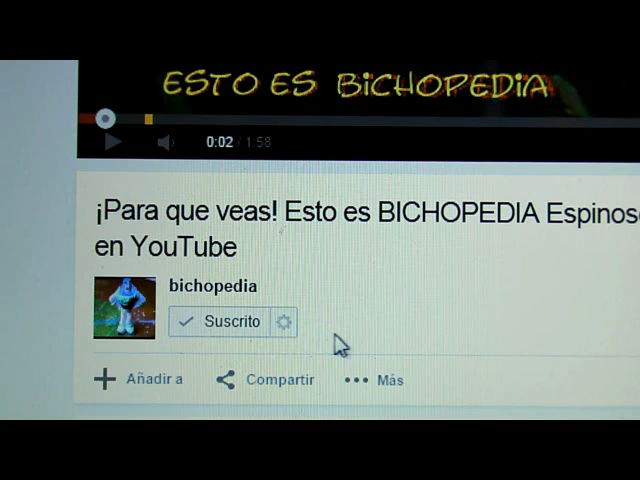 ESTO ES BiCHOPEDiA
0:02 / 1:58
¡Para que veas! Esto es BICHOPEDIA
en YouTube
bichopedia
Suscrito
Añadir a Compartir Más